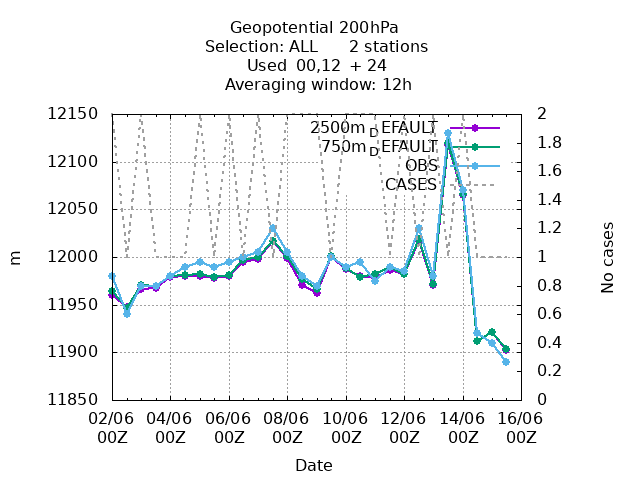 Geopotential 200hPa
Selection: ALL 2 stations
Used 00,12 + 24
Averaging window: 12h
2500m_DEFAULT
750m_DEFAULT
OBS
CASES
12150
12100
12050
12000
11950
11900
11850
m
2
1.8
1.6
1.4
1.2
1
0.8
0.6
0.4
0.2
0
No cases
02/06 04/06 06/06 08/06 10/06 12/06 14/06 16/06
00Z 00Z 00Z 00Z 00Z 00Z 00Z 00Z
Date